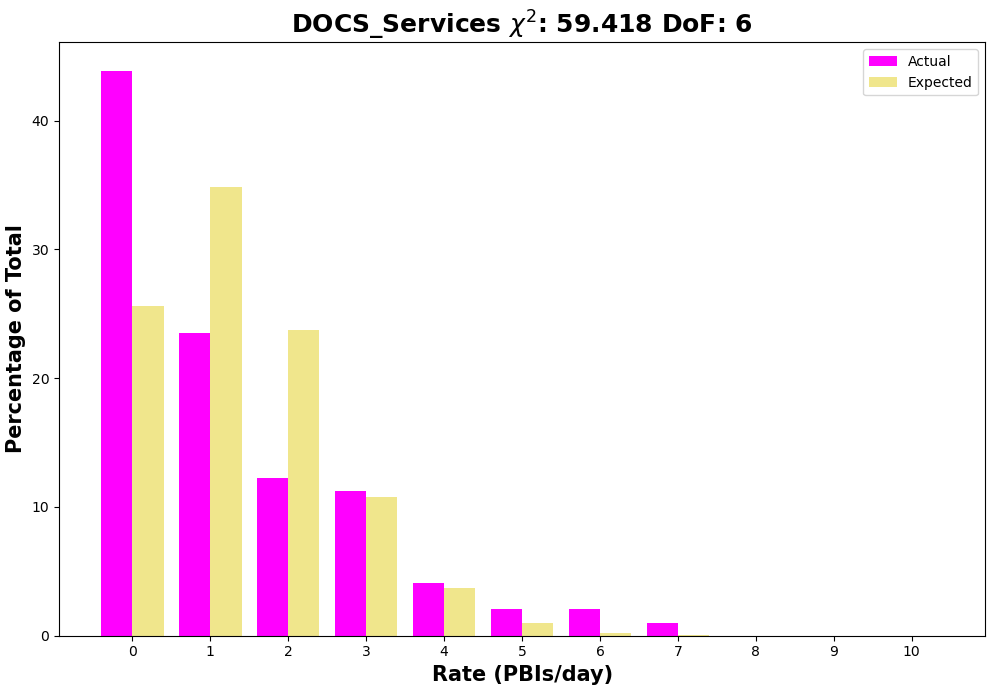 DOCS_Services χ²: 59.418 DoF: 6
Actual
Expected
Percentage of Total
40
30
20
10
0
0 1 2 3 4 5 6 7 8 9 10
Rate (PBIs/day)